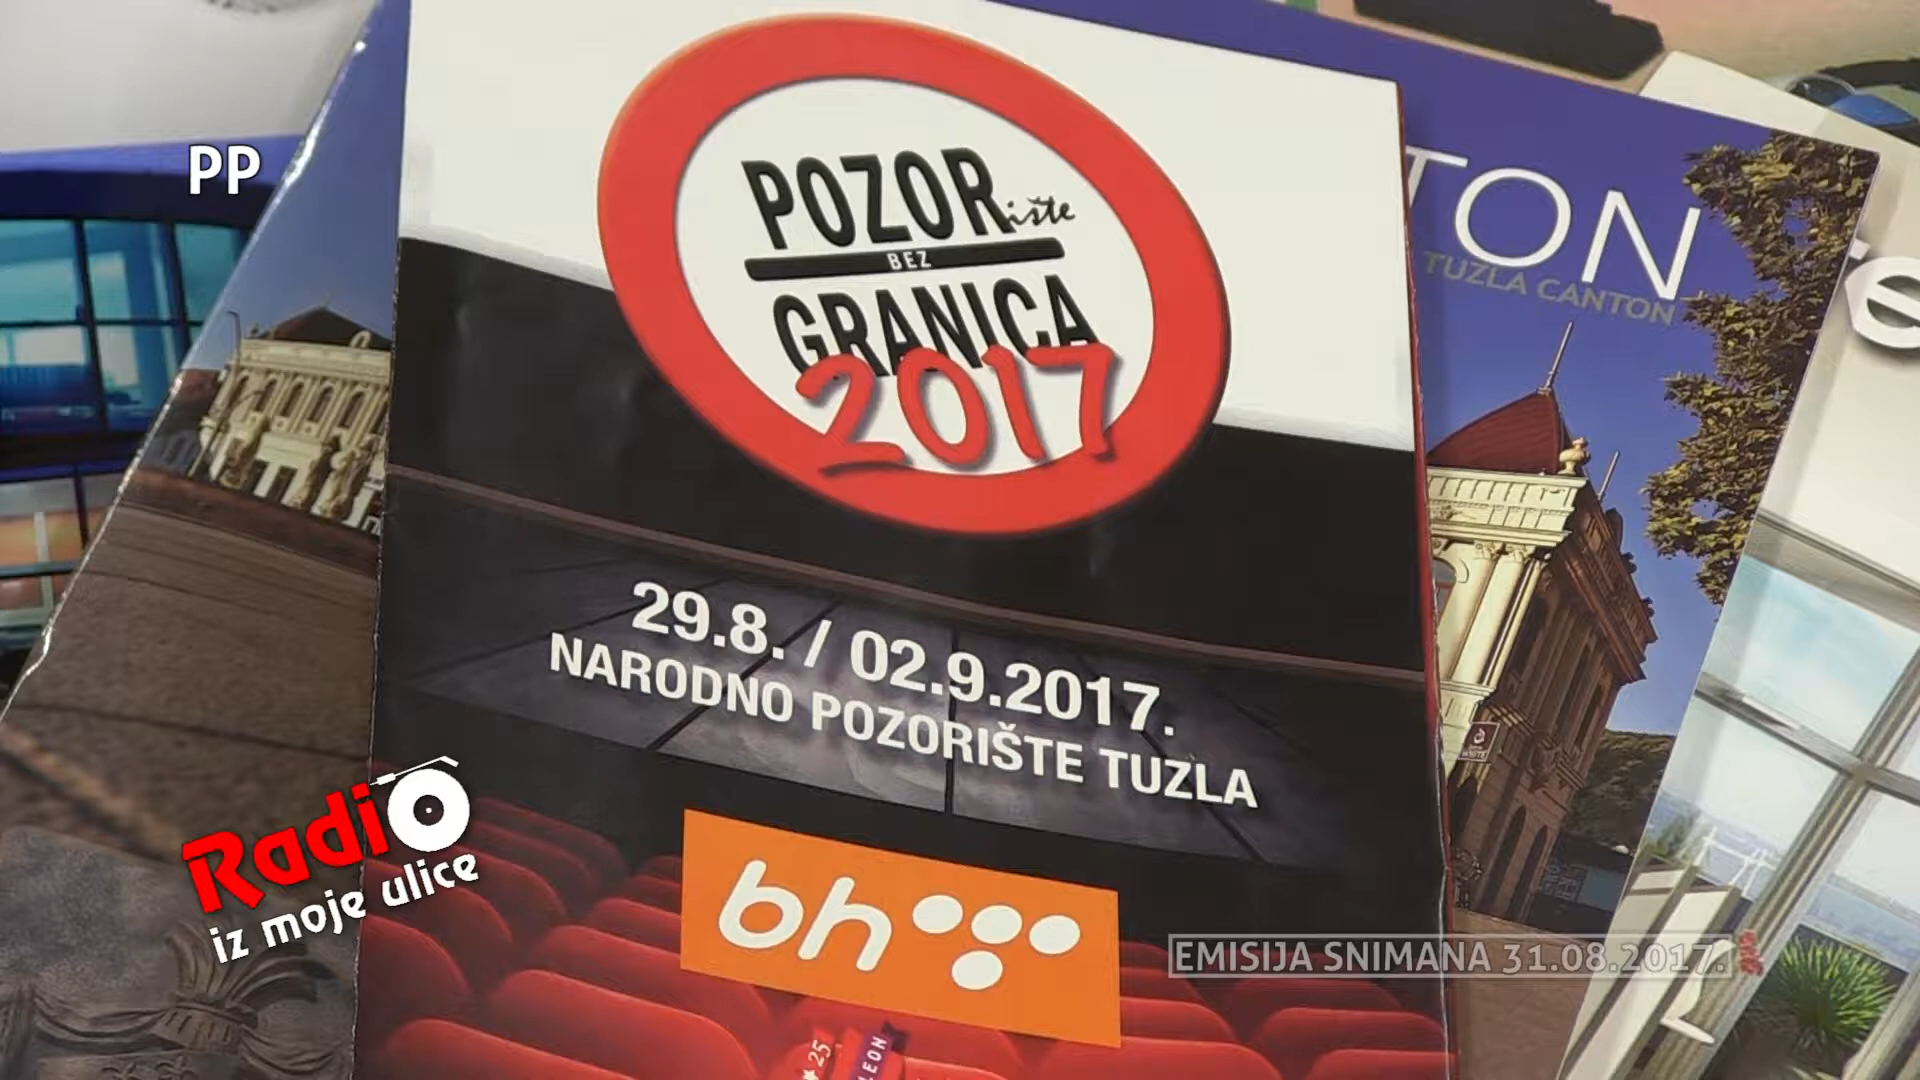 PP
POZORište
BEZ
GRANICA
2017
TON
TUZLA CANTON
29.8. / 02.9.2017.
NARODNO POZORIŠTE TUZLA
Radio
iz moje ulice
bh
EMISIJA SNIMANA 31.08.2017.
25